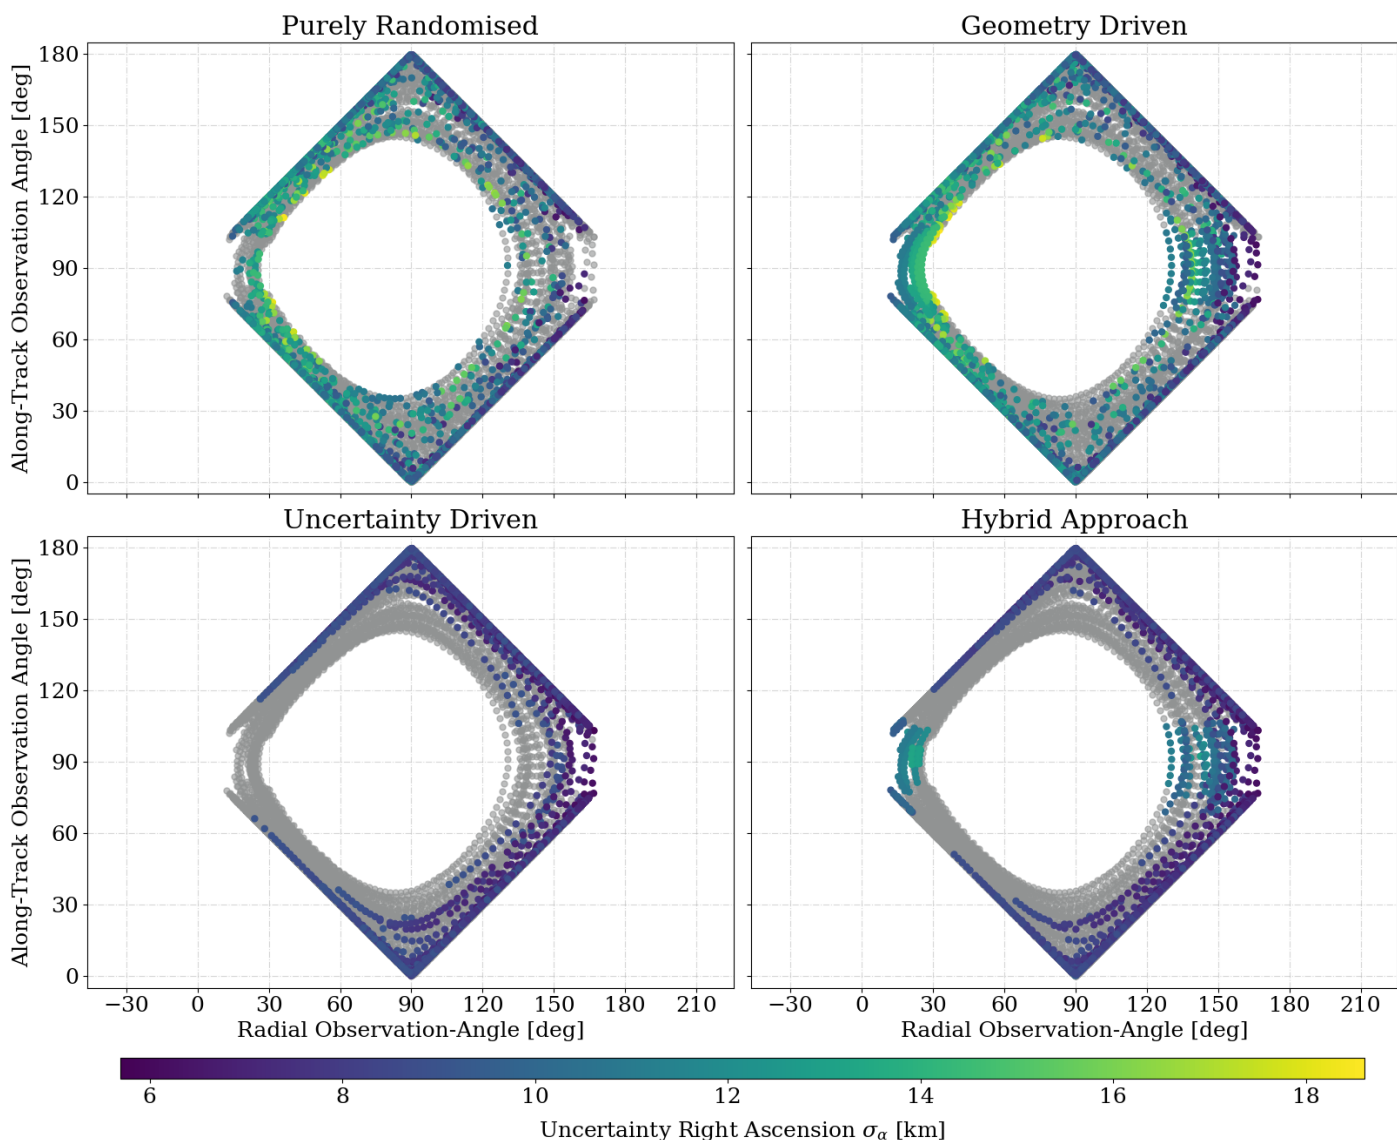 Purely Randomised
Geometry Driven
Along-Track Observation Angle [deg]
180
150
120
90
60
30
0
Uncertainty Driven
Hybrid Approach
Along-Track Observation Angle [deg]
180
150
120
90
60
30
0
−30 0 30 60 90 120 150 180 210
−30 0 30 60 90 120 150 180 210
Radial Observation-Angle [deg]
Radial Observation-Angle [deg]
6 8 10 12 14 16 18
Uncertainty Right Ascension σα [km]